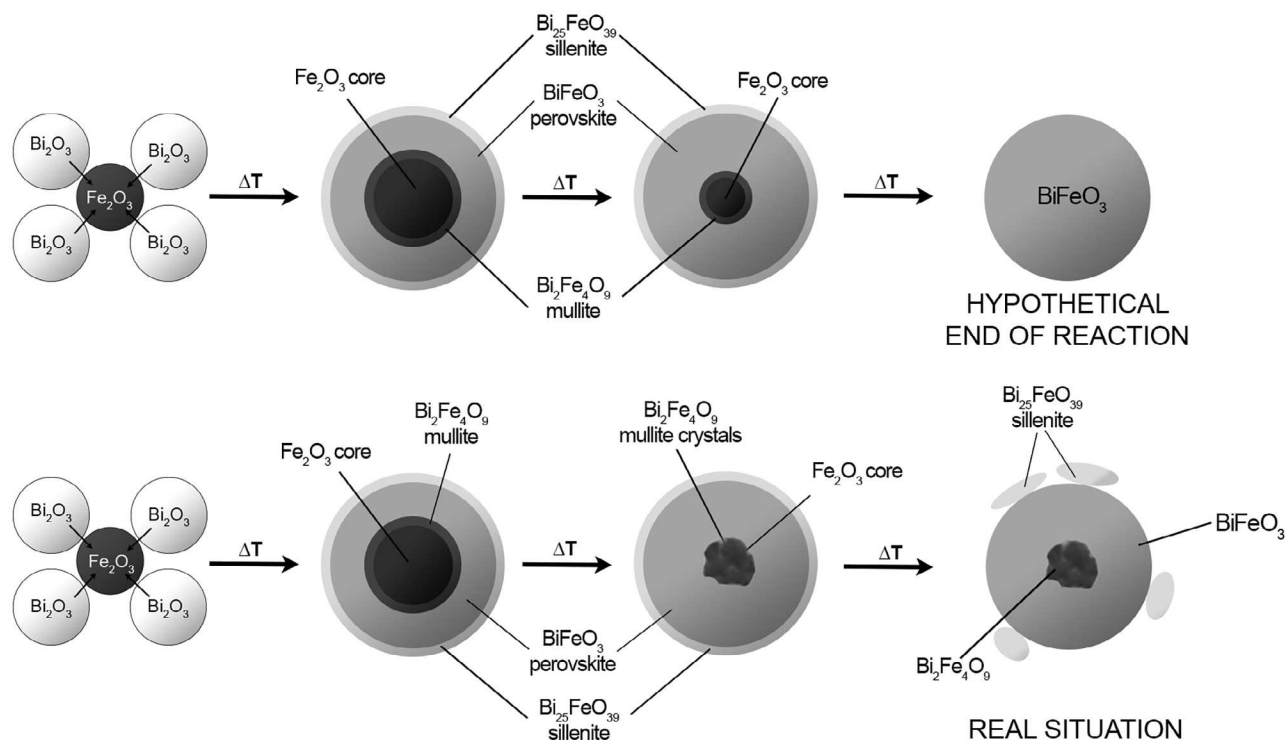 Bi₂₅FeO₃₉
sillenite
Fe₂O₃ core
BiFeO₃
perovskite
Fe₂O₃ core
Bi₂O₃
Bi₂O₃
Fe₂O₃
Bi₂O₃
Bi₂O₃
ΔT
ΔT
ΔT
BiFeO₃
Bi₂Fe₄O₉
mullite
HYPOTHETICAL
END OF REACTION
Bi₂Fe₄O₉
mullite
Fe₂O₃ core
Bi₂Fe₄O₉
mullite crystals
Fe₂O₃ core
Bi₂₅FeO₃₉
sillenite
Bi₂O₃
Bi₂O₃
Fe₂O₃
Bi₂O₃
Bi₂O₃
ΔT
ΔT
ΔT
BiFeO₃
BiFeO₃
perovskite
Bi₂₅FeO₃₉
sillenite
Bi₂Fe₄O₉
REAL SITUATION